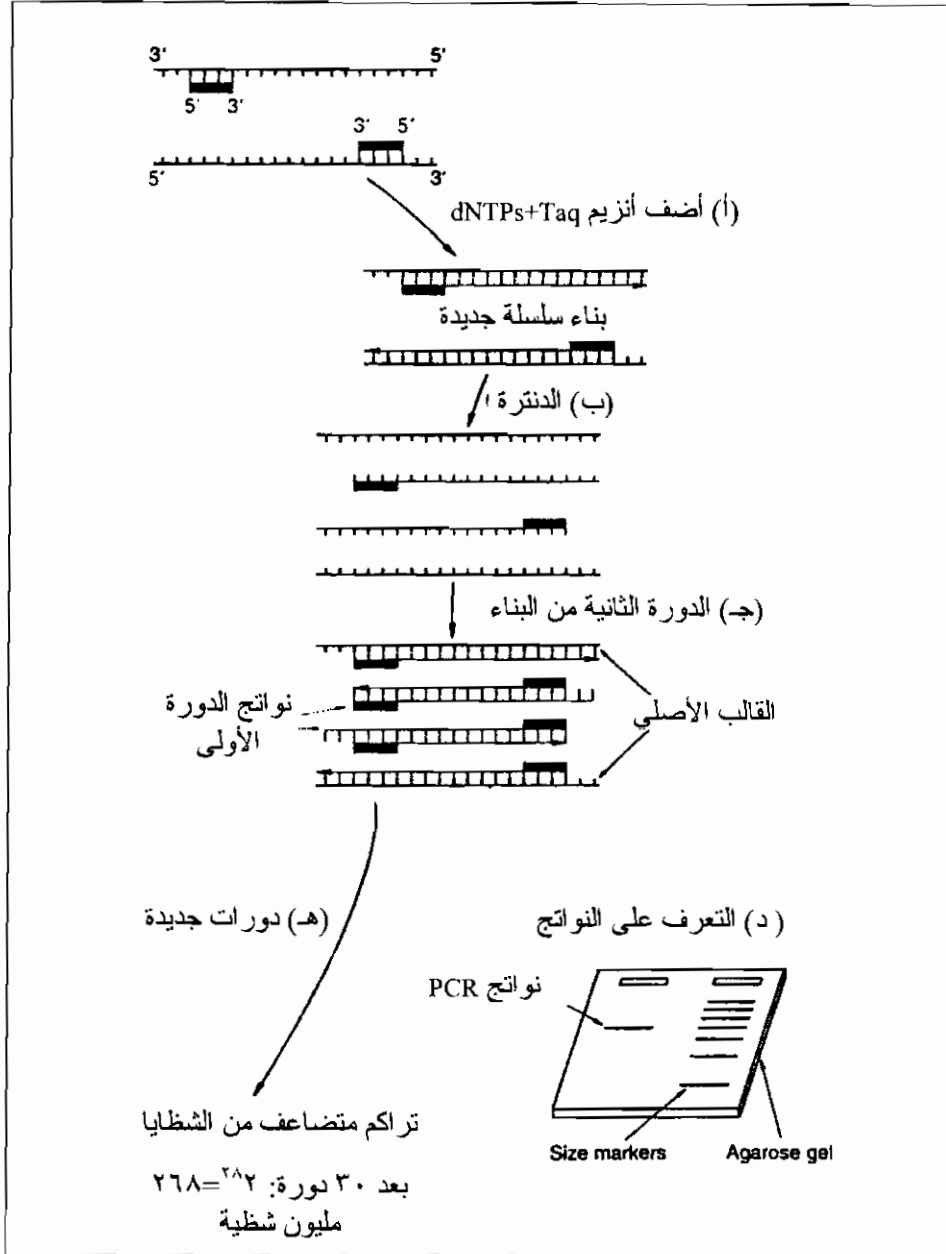 3' 5'
5' 3'
3' 5'
5' 3'
(أ) أضف أنزيم dNTPs+Taq
بناء سلسلة جديدة
(ب) الدنترة
(جـ) الدورة الثانية من البناء
نواتج الدورة
الأولى
القالب الأصلي
(هـ) دورات جديدة
(د) التعرف على النواتج
نواتج PCR
Size markers
Agarose gel
تراكم متضاعف من الشظايا
بعد ٣٠ دورة: ٢٢٨=٢٦٨
مليون شظية